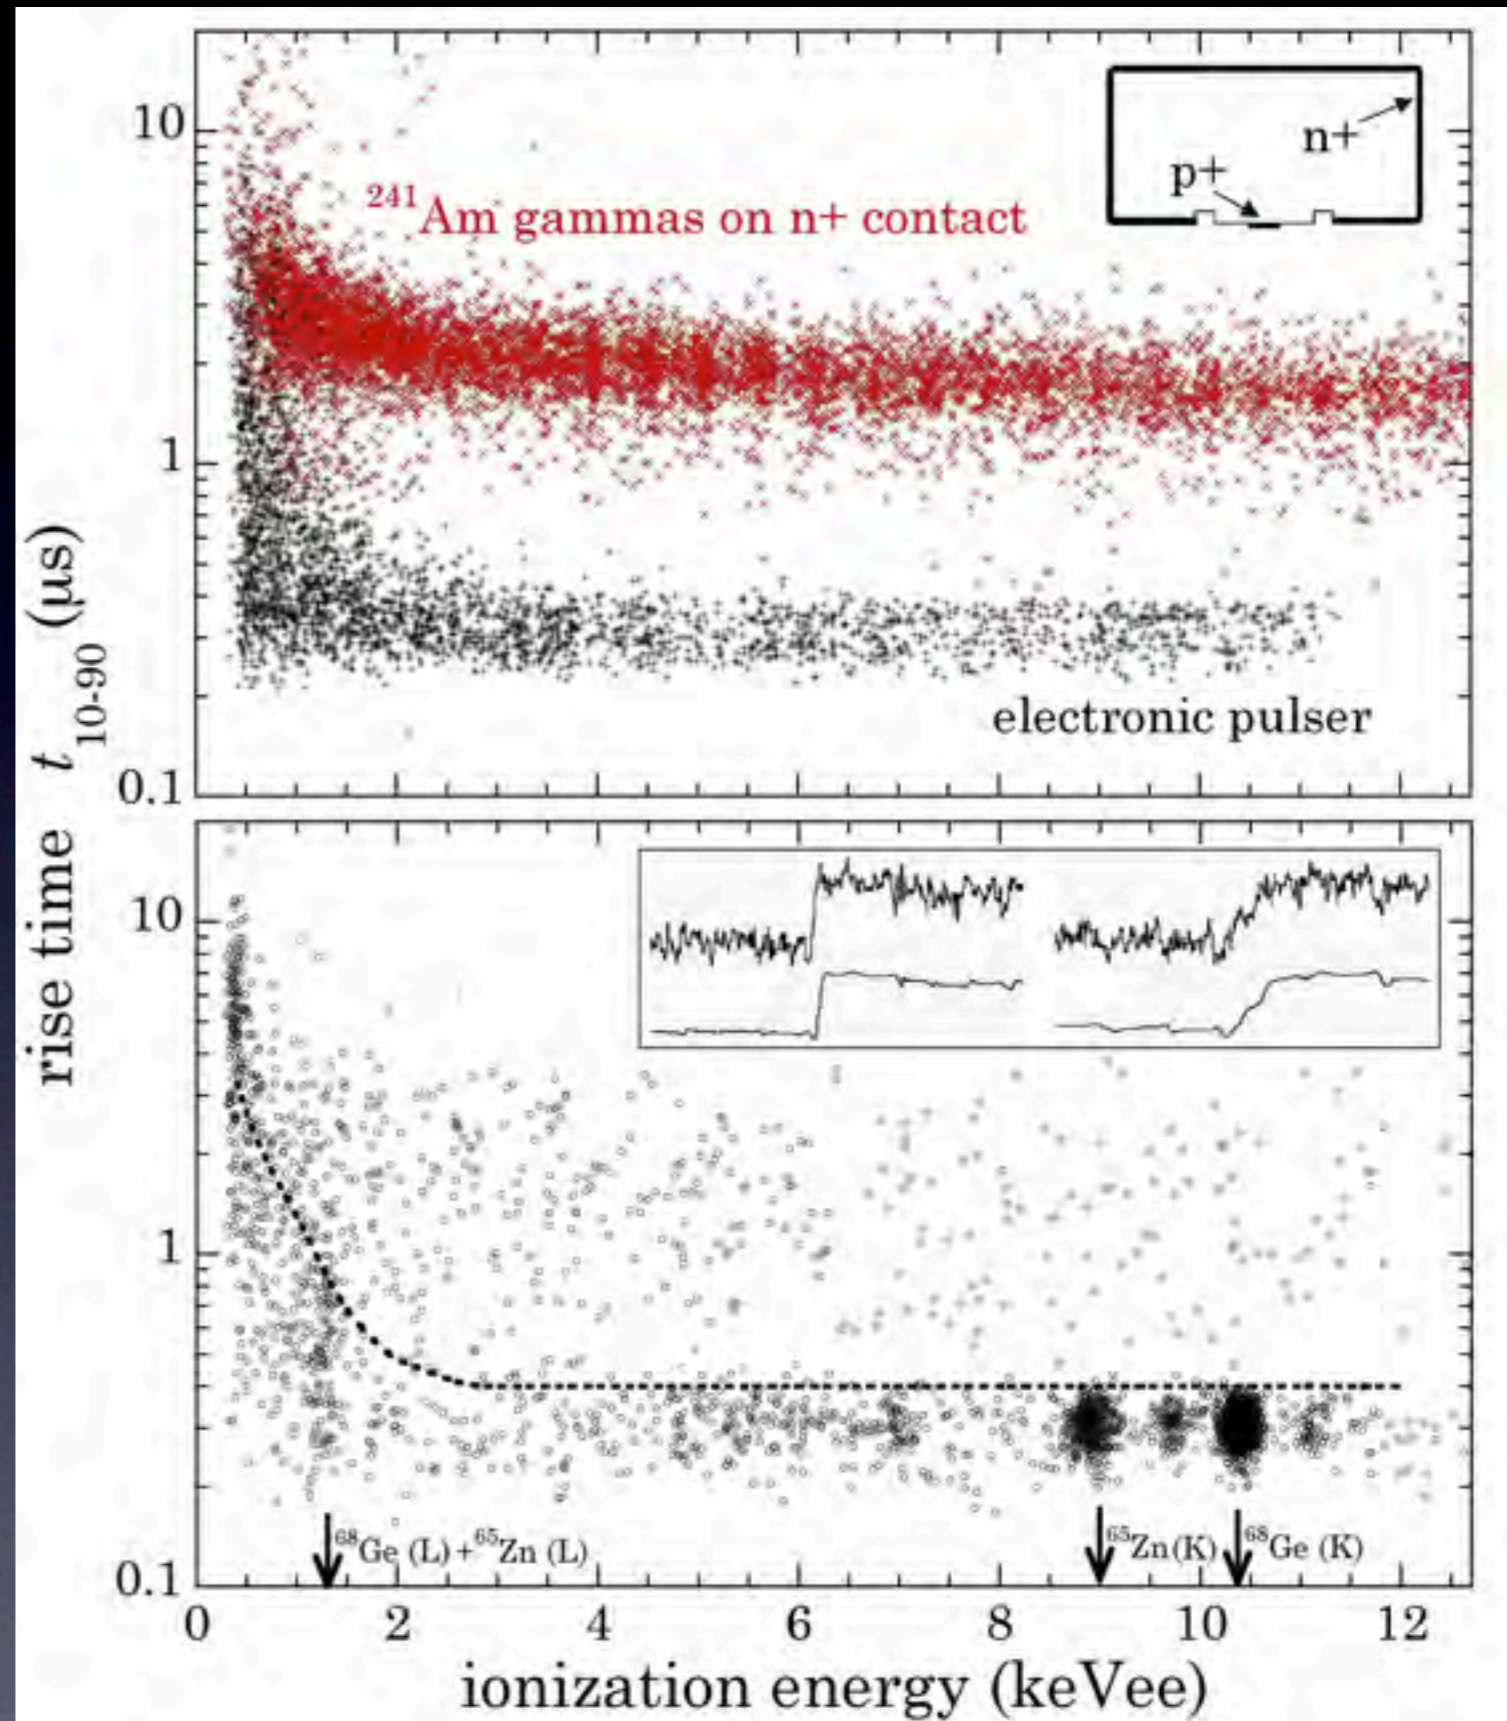 10
1
0.1
n+
p+
²⁴¹Am gammas on n+ contact
electronic pulser
rise time t₁₀₋₉₀ (µs)
10
1
0.1
⁶⁸Ge (L) + ⁶⁵Zn (L)
⁶⁵Zn(K)
⁶⁸Ge (K)
0 2 4 6 8 10 12
ionization energy (keVee)